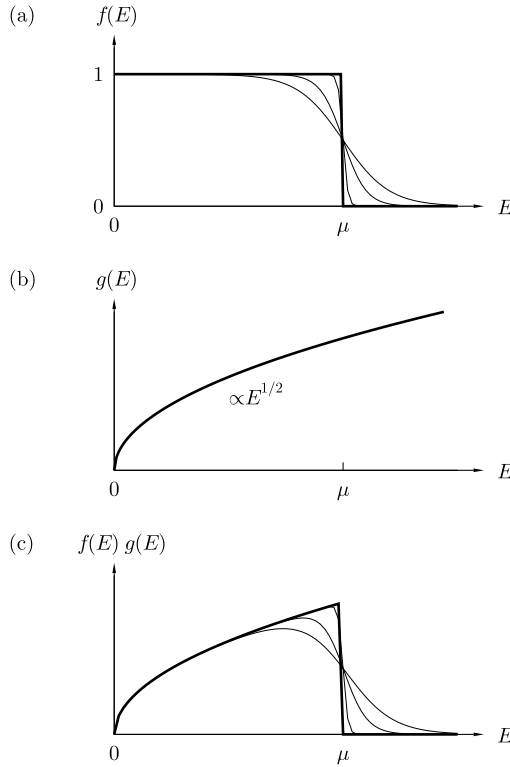 (a) f(E)
1
0
0 μ E
(b) g(E)
∝E^{1/2}
0 μ E
(c) f(E) g(E)
0 μ E